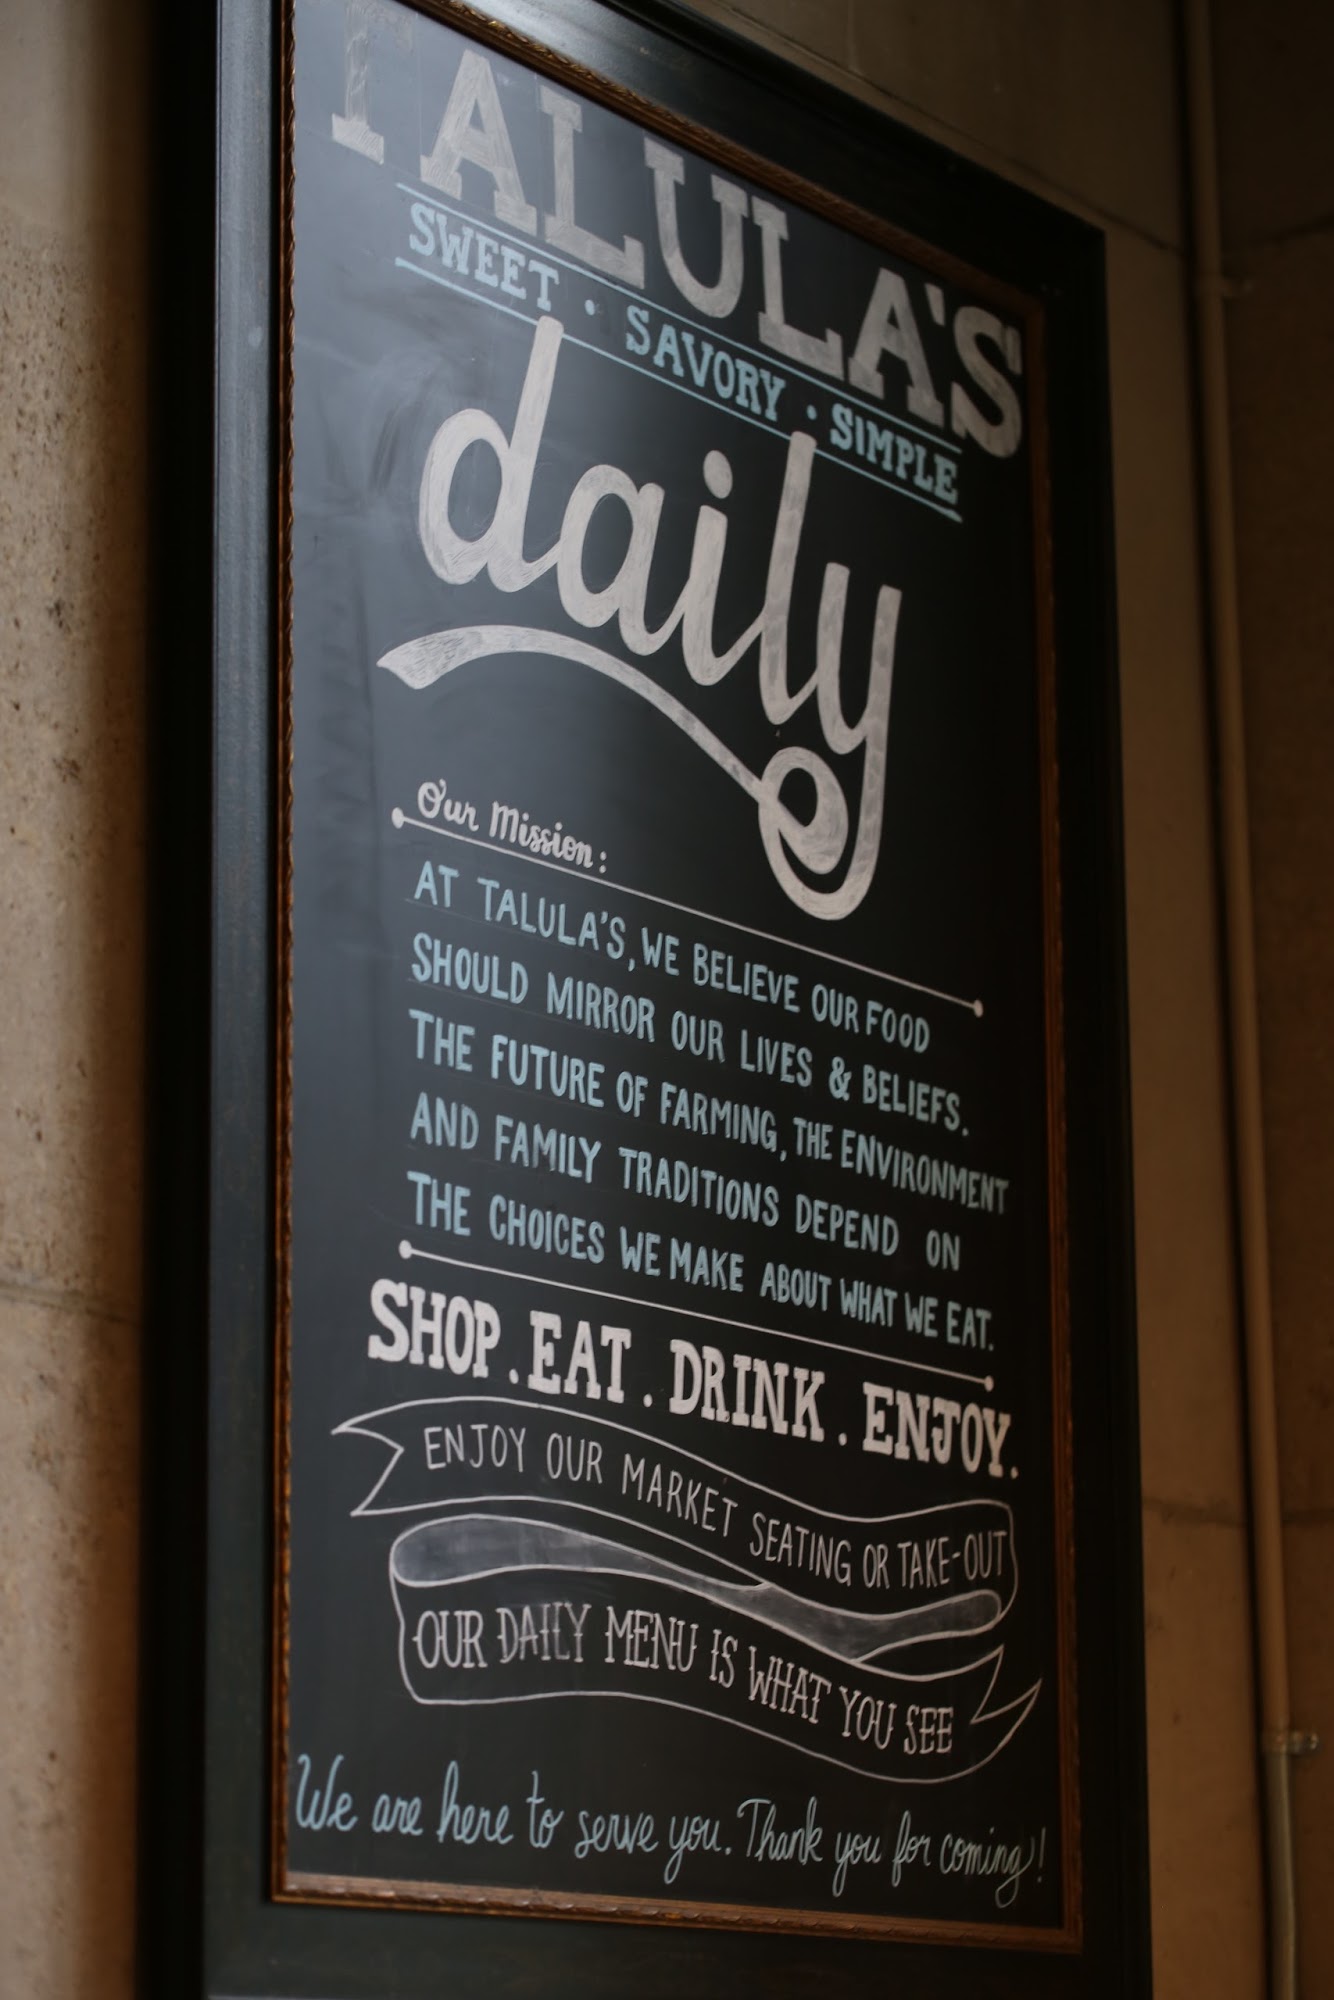 TALULA'S
SWEET · SAVORY · SIMPLE
daily
Our Mission:
AT TALULA'S, WE BELIEVE OUR FOOD
SHOULD MIRROR OUR LIVES & BELIEFS.
THE FUTURE OF FARMING, THE ENVIRONMENT
AND FAMILY TRADITIONS DEPEND ON
THE CHOICES WE MAKE ABOUT WHAT WE EAT.
SHOP. EAT. DRINK. ENJOY.
ENJOY OUR MARKET SEATING OR TAKE-OUT
OUR DAILY MENU IS WHAT YOU SEE
We are here to serve you. Thank you for coming!